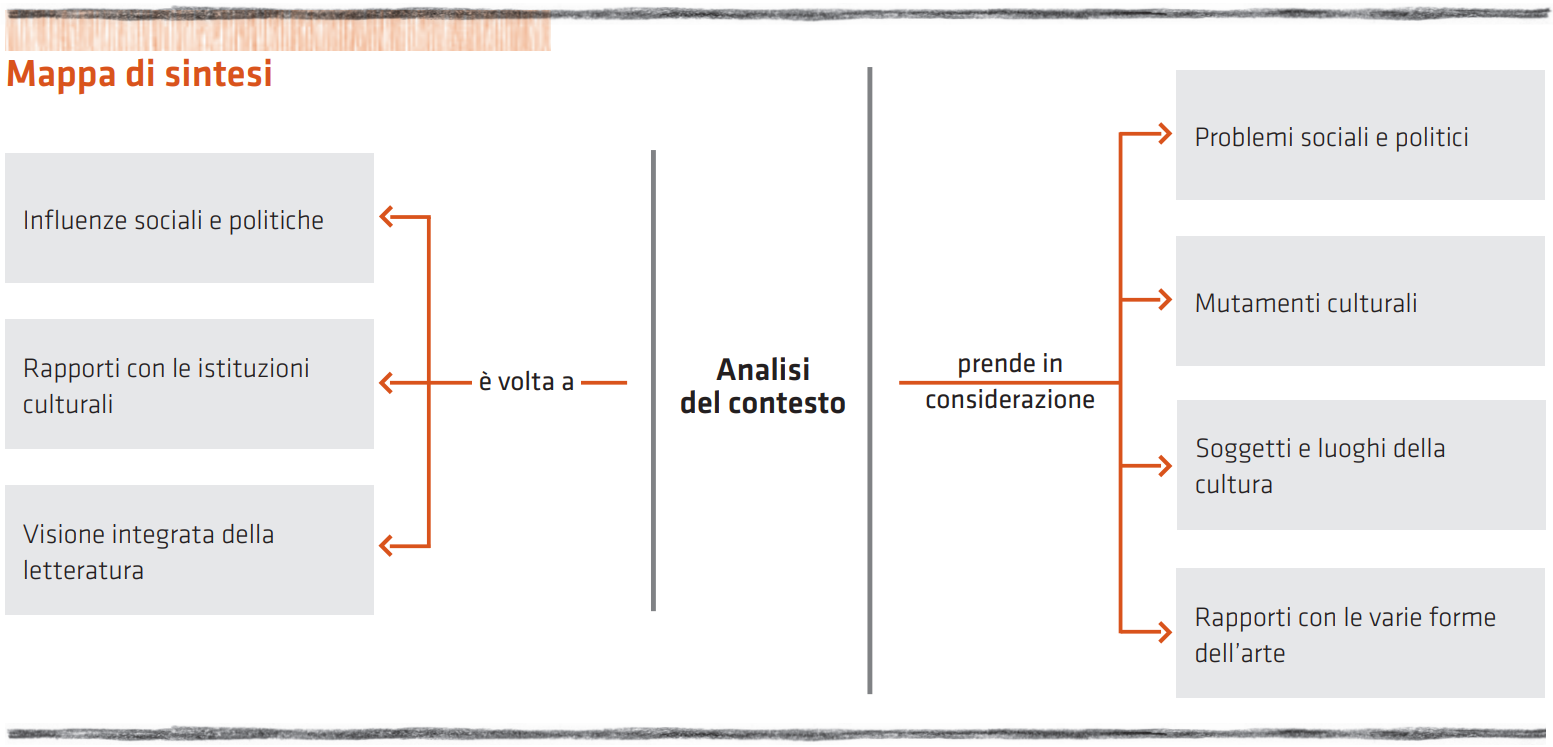 Mappa di sintesi
Influenze sociali e politiche
Rapporti con le istituzioni
culturali
Visione integrata della
letteratura
è volta a
Analisi
del contesto
prende in
considerazione
Problemi sociali e politici
Mutamenti culturali
Soggetti e luoghi della
cultura
Rapporti con le varie forme
dell'arte